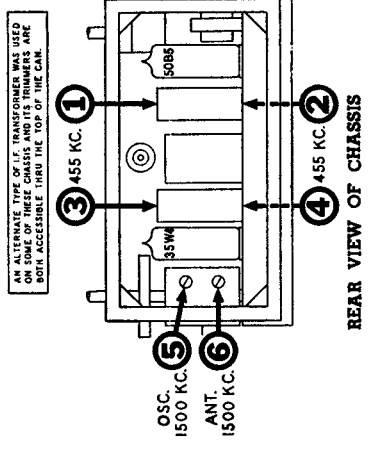 AN ALTERNATE TYPE OF I.F. TRANSFORMER WAS USED
ON SOME OF THESE CHASSIS AND ITS TRIMMERS ARE
BOTH ACCESSIBLE THRU THE TOP OF THE CAN.
3 455 KC. 1
35W4
50B5
OSC.
1500 KC.
5
ANT.
1500 KC.
6
4 455 KC. 2
REAR VIEW OF CHASSIS